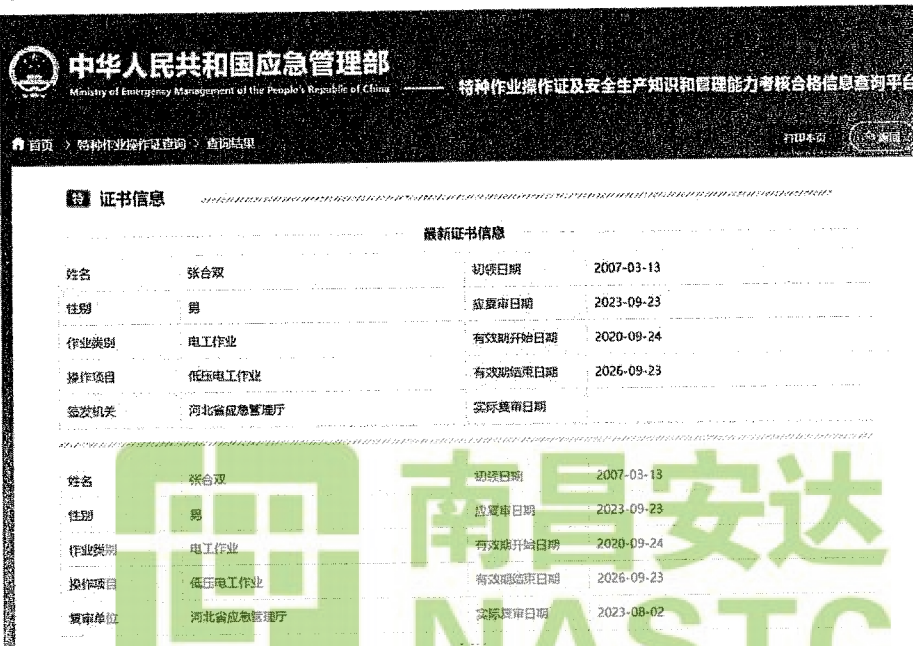 中华人民共和国应急管理部
Ministry of Emergency Management of the People's Republic of China
特种作业操作证及安全生产知识和管理能力考核合格信息查询平台
首页 > 特种作业操作证查询 > 查询结果
打印本页 返回
特 证书信息
最新证书信息
姓名 张合双 初领日期 2007-03-13
性别 男 应复审日期 2023-09-23
作业类别 电工作业 有效期开始日期 2020-09-24
操作项目 低压电工作业 有效期结束日期 2026-09-23
签发机关 河北省应急管理厅 实际复审日期
姓名 张合双 初领日期 2007-03-13
性别 男 应复审日期 2023-09-23
作业类别 电工作业 有效期开始日期 2020-09-24
操作项目 低压电工作业 有效期结束日期 2026-09-23
复审单位 河北省应急管理厅 实际复审日期 2023-08-02
南昌安达
NASTC